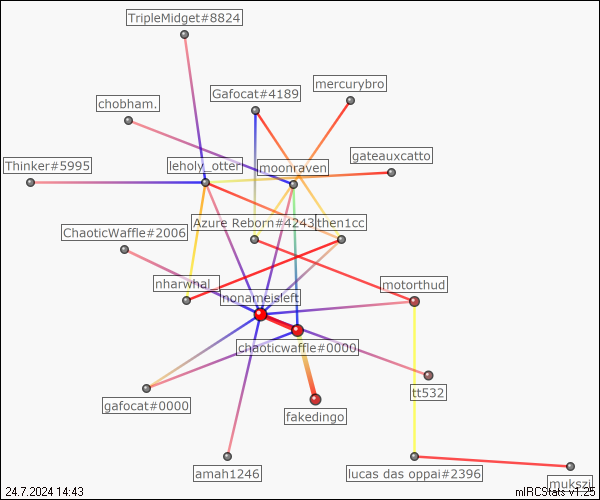 TripleMidget#8824
mercurybro
Gafocat#4189
chobham.
gateauxcatto
Thinker#5995
leholy_otter
moonraven
Azure Reborn#4243
then1cc
ChaoticWaffle#2006
nharwhal_
motorthud
nonameisleft
chaoticwaffle#0000
tt532
gafocat#0000
fakedingo
amah1246
lucas das oppai#2396
mukszi
24.7.2024 14:43
mIRCStats v1.25